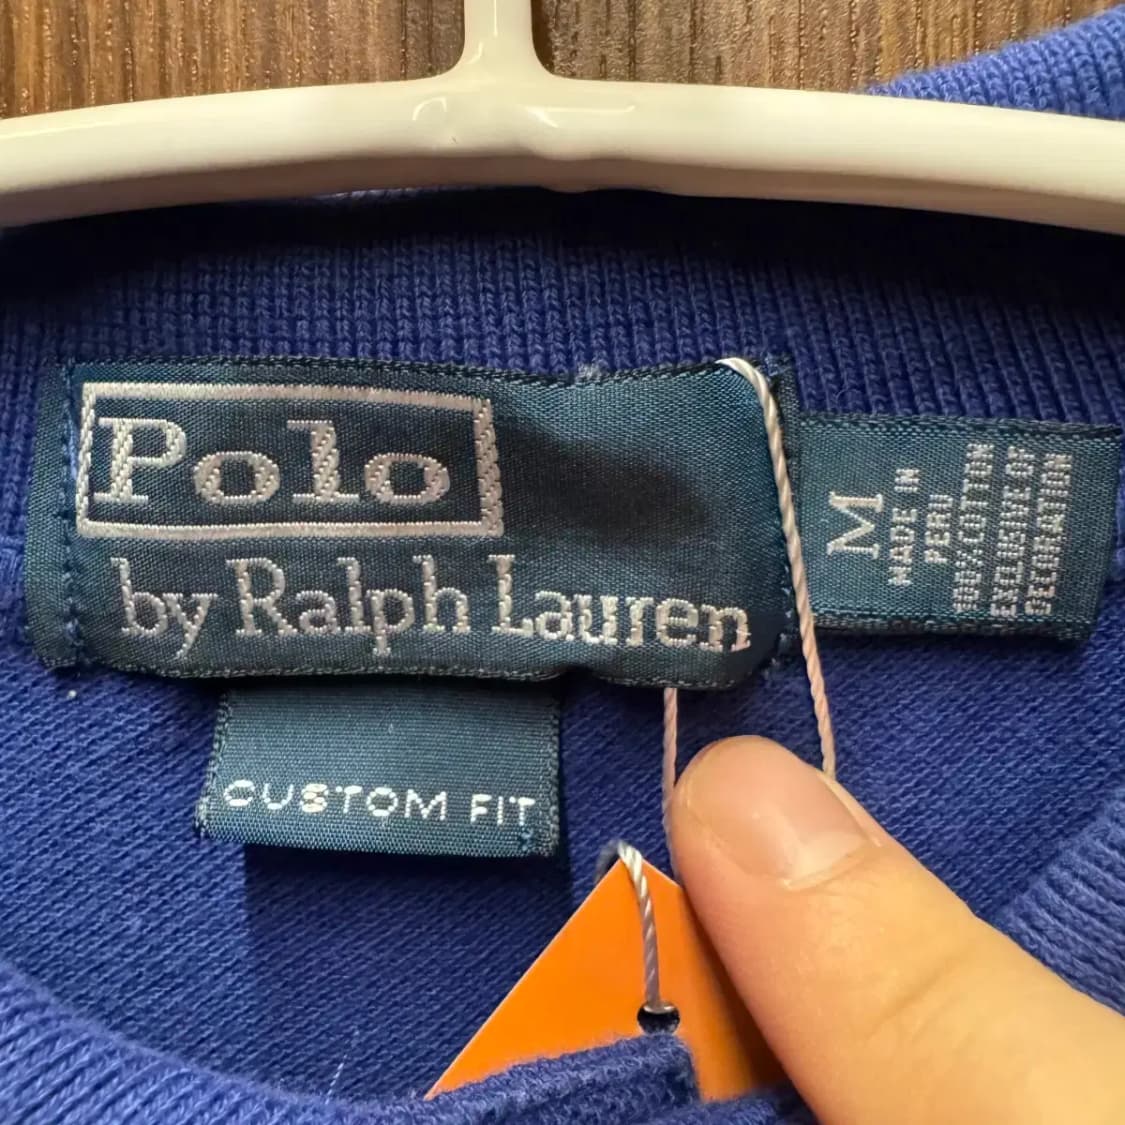 Polo
by Ralph Lauren
CUSTOM FIT
M
MADE IN
PERU
100% COTTON
EXCLUSIVE OF
DECORATION